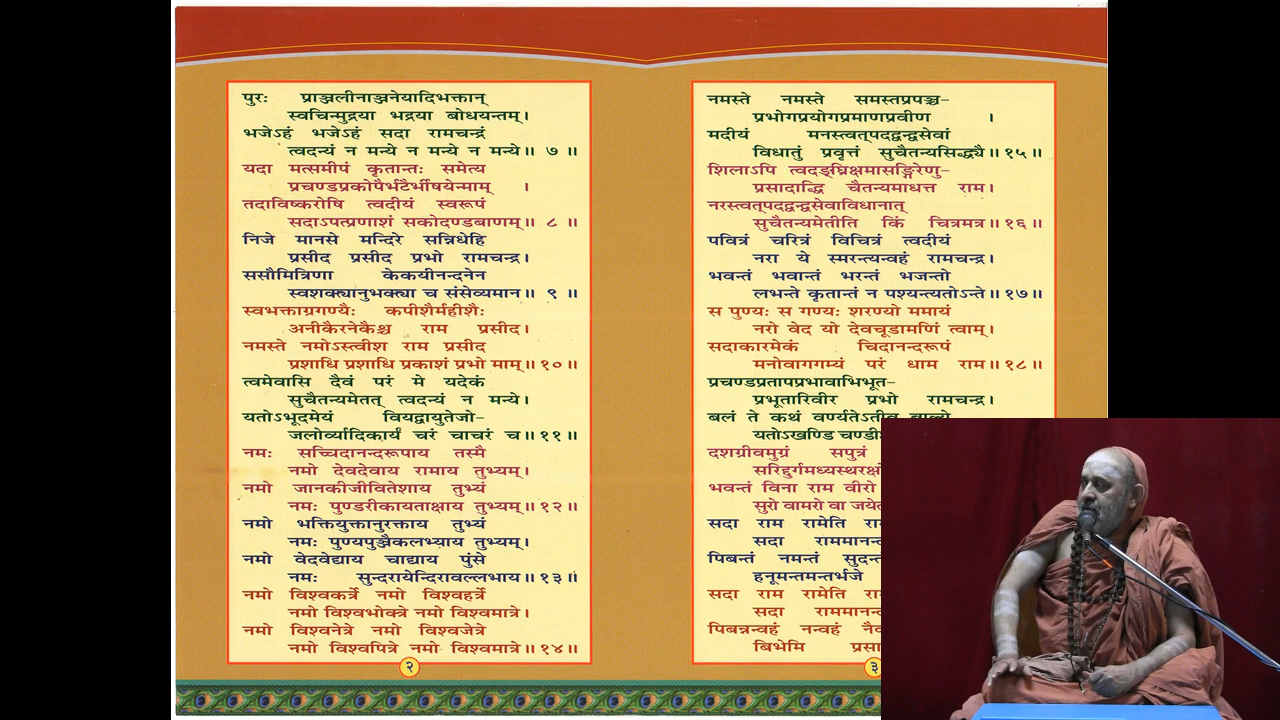 पुरः प्राञ्जलीनाञ्जनेयादिभक्तान्
स्वचिन्मुद्रया भद्रया बोधयन्तम्।
भजेऽहं भजेऽहं सदा रामचन्द्रं
त्वदन्यं न मन्ये न मन्ये न मन्ये॥ ७ ॥
यदा मत्समीपं कृतान्तः समेत्य
प्रचण्डप्रकोपैर्भटैर्भीषयेन्माम् ।
तदाविष्करोषि त्वदीयं स्वरूपं
सदाऽपत्प्रणाशं सकोदण्डबाणम्॥ ८ ॥
निजे मानसे मन्दिरे सन्निधेहि
प्रसीद प्रसीद प्रभो रामचन्द्र।
ससौमित्रिणा केकयीनन्दनेन
स्वशक्त्यानुभक्त्या च संसेव्यमान॥ ९ ॥
स्वभक्ताग्रगण्यैः कपीशैर्महीशैः
अनीकैरनेकैश्च राम प्रसीद।
नमस्ते नमोऽस्त्वीश राम प्रसीद
प्रशाधि प्रशाधि प्रकाशं प्रभो माम्॥१०॥
त्वमेवासि दैवं परं मे यदेकं
सुचैतन्यमेतत् त्वदन्यं न मन्ये।
यतोऽभूदमेयं वियद्वायुतेजो-
जलोर्व्यादिकार्यं चरं चाचरं च॥११॥
नमः सच्चिदानन्दरूपाय तस्मै
नमो देवदेवाय रामाय तुभ्यम्।
नमो जानकीजीवितेशाय तुभ्यं
नमः पुण्डरीकायताक्षाय तुभ्यम्॥१२॥
नमो भक्तियुक्तानुरक्ताय तुभ्यं
नमः पुण्यपुञ्जैकलभ्याय तुभ्यम्।
नमो वेदवेद्याय चाद्याय पुंसे
नमः सुन्दरायेन्दिरावल्लभाय॥१३॥
नमो विश्वकर्त्रे नमो विश्वहर्त्रे
नमो विश्वभोक्त्रे नमो विश्वमात्रे।
नमो विश्वनेत्रे नमो विश्वजेत्रे
नमो विश्वपित्रे नमो विश्वमात्रे॥१४॥
२
नमस्ते नमस्ते समस्तप्रपञ्च-
प्रभोगप्रयोगप्रमाणप्रवीण ।
मदीयं मनस्त्वत्पदद्वन्द्वसेवां
विधातुं प्रवृत्तं सुचैतन्यसिद्ध्यै॥१५॥
शिलाऽपि त्वदङ्घ्रिक्षमासङ्गिरेणु-
प्रसादाद्धि चैतन्यमाधत्त राम।
नरस्त्वत्पदद्वन्द्वसेवाविधानात्
सुचैतन्यमेतीति किं चित्रमत्र॥१६॥
पवित्रं चरित्रं विचित्रं त्वदीयं
नरा ये स्मरन्त्यन्वहं रामचन्द्र।
भवन्तं भवान्तं भरन्तं भजन्तो
लभन्ते कृतान्तं न पश्यन्त्यतोऽन्ते॥१७॥
स पुण्यः स गण्यः शरण्यो ममायं
नरो वेद यो देवचूडामणिं त्वाम्।
सदाकारमेकं चिदानन्दरूपं
मनोवागगम्यं परं धाम राम॥१८॥
प्रचण्डप्रतापप्रभावाभिभूत-
प्रभूतारिवीर प्रभो रामचन्द्र।
बलं ते कथं वर्ण्यतेऽतीव
यतोऽखण्डि
दशग्रीवमुग्रं सपुत्रं
भवन्तं विना राम वीरो
सुरो वामरो वा
सदा राम रामेति
सदा
पिबन्तं नमन्तं
हनूमन्तमन्तर्भजे
सदा राम रामेति
सदा
पिबन्नन्वहं नन्वहं
बिभेमि
३